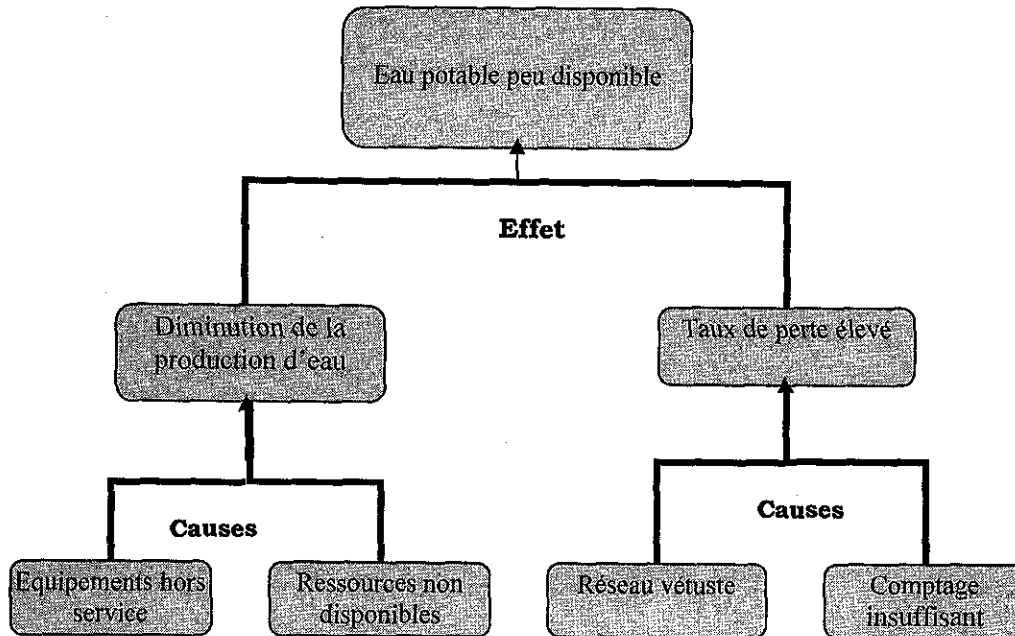 Eau potable peu disponible
Effet
Diminution de la
production d'eau
Taux de perte élevé
Causes
Causes
Equipements hors
service
Ressources non
disponibles
Réseau vétuste
Comptage
insuffisant